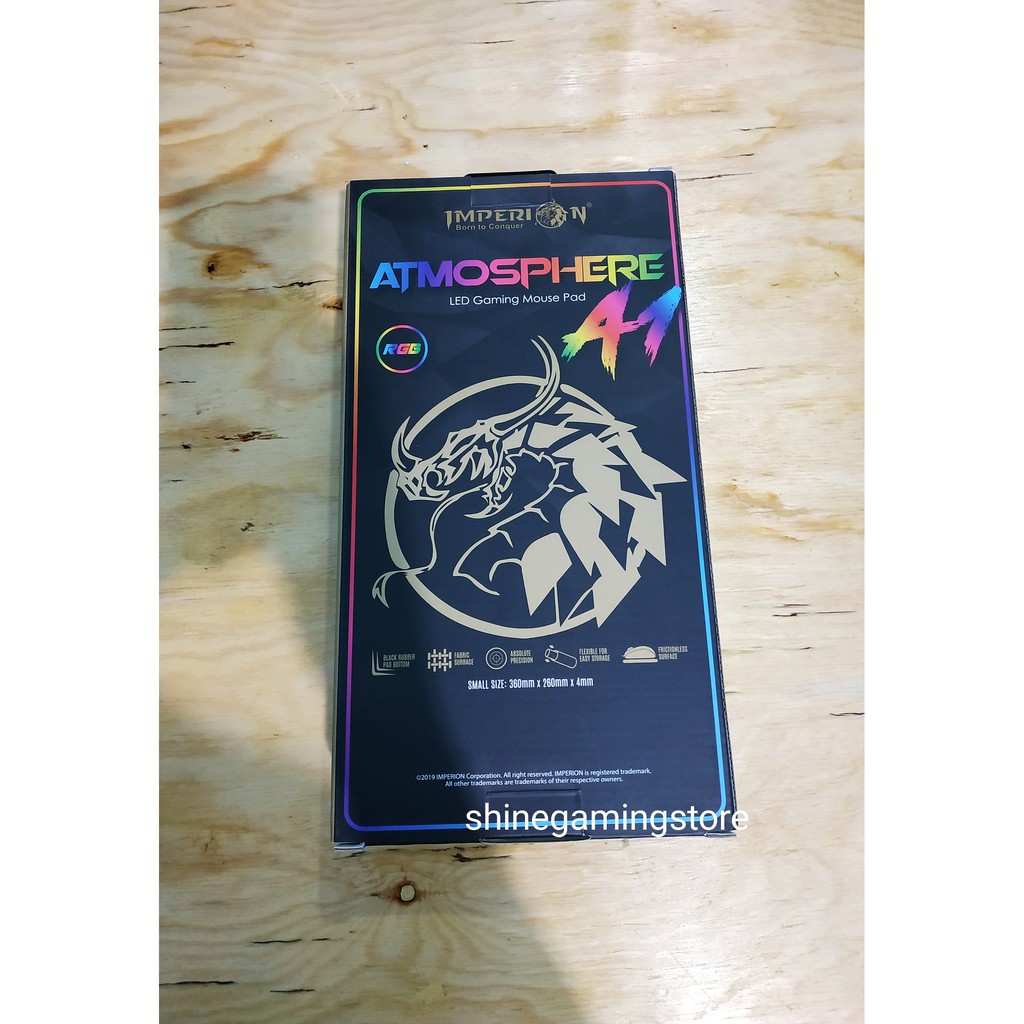 IMPERION®
Born to Conquer
ATMOSPHERE
LED Gaming Mouse Pad
A-1
RGB
BLACK RUBBER
PAD BOTTOM
FABRIC
SURFACE
ABSOLUTE
PRECISION
FLEXIBLE FOR
EASY STORAGE
FRICTIONLESS
SURFACE
SMALL SIZE: 360mm x 260mm x 4mm
©2019 IMPERION Corporation. All right reserved. IMPERION is registered trademark.
All other trademarks are trademarks of their respective owners.
shinegamingstore